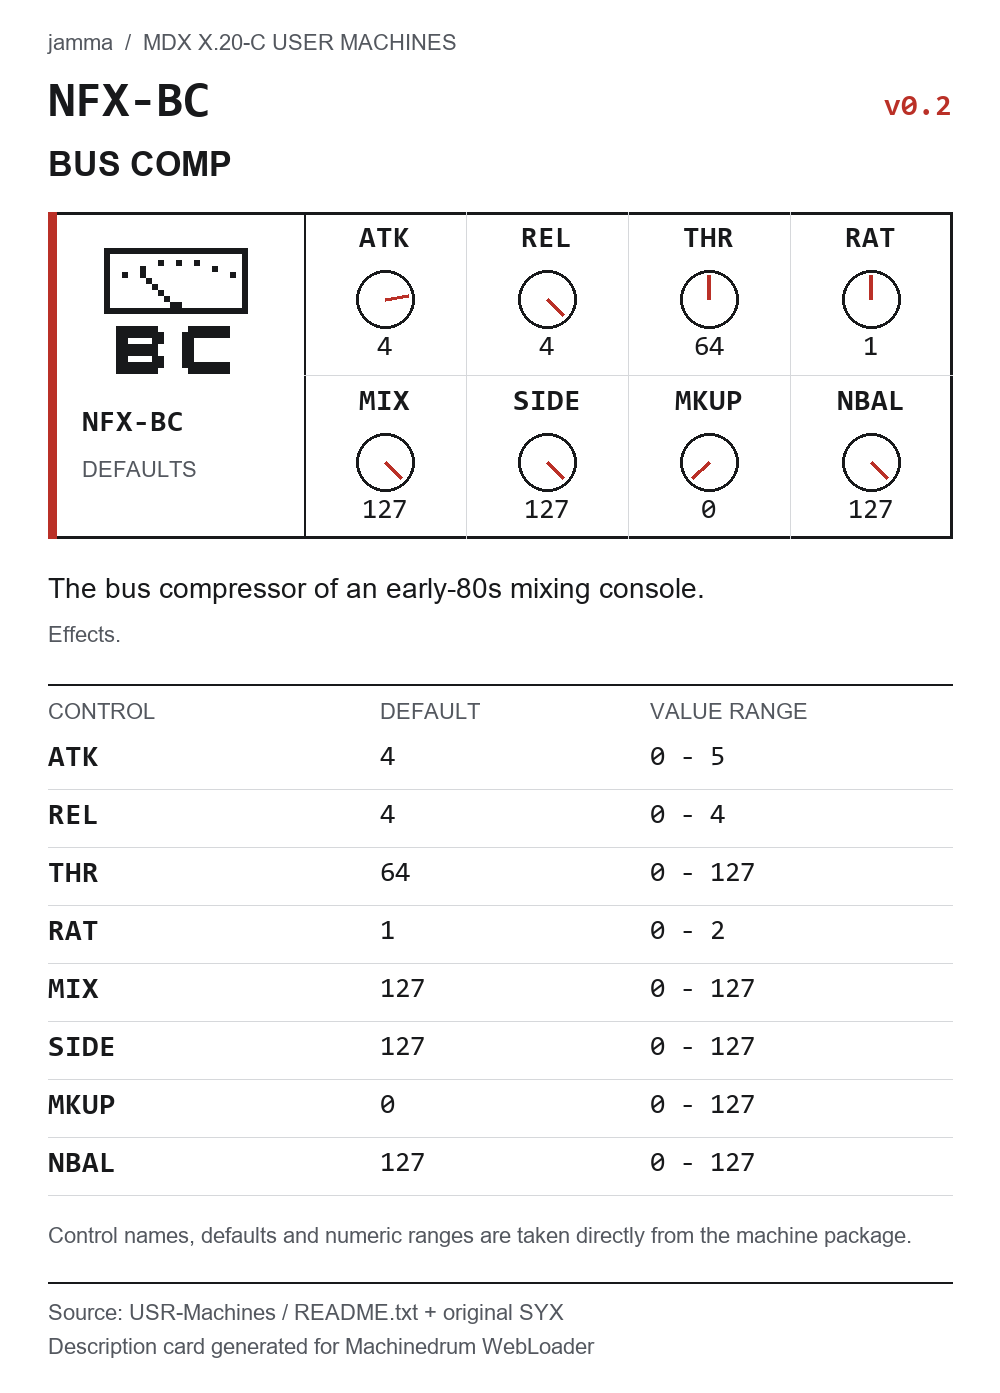 jamma / MDX X.20-C USER MACHINES
NFX-BC
v0.2
BUS COMP
BC
NFX-BC
DEFAULTS
ATK REL THR RAT
4 4 64 1
MIX SIDE MKUP NBAL
127 127 0 127
The bus compressor of an early-80s mixing console.
Effects.
CONTROL DEFAULT VALUE RANGE
ATK 4 0 - 5
REL 4 0 - 4
THR 64 0 - 127
RAT 1 0 - 2
MIX 127 0 - 127
SIDE 127 0 - 127
MKUP 0 0 - 127
NBAL 127 0 - 127
Control names, defaults and numeric ranges are taken directly from the machine package.
Source: USR-Machines / README.txt + original SYX
Description card generated for Machinedrum WebLoader